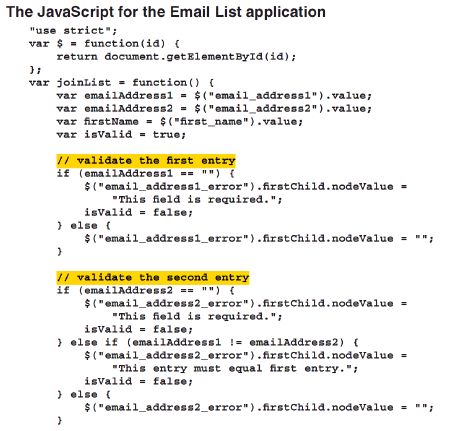 The JavaScript for the Email List application
"use strict";
var $ = function(id) {
return document.getElementById(id);
};
var joinList = function() {
var emailAddress1 = $("email_address1").value;
var emailAddress2 = $("email_address2").value;
var firstName = $("first_name").value;
var isValid = true;
// validate the first entry
if (emailAddress1 == "") {
$("email_address1_error").firstChild.nodeValue =
"This field is required.";
isValid = false;
} else {
$("email_address1_error").firstChild.nodeValue = "";
}
// validate the second entry
if (emailAddress2 == "") {
$("email_address2_error").firstChild.nodeValue =
"This field is required.";
isValid = false;
} else if (emailAddress1 != emailAddress2) {
$("email_address2_error").firstChild.nodeValue =
"This entry must equal first entry.";
isValid = false;
} else {
$("email_address2_error").firstChild.nodeValue = "";
}